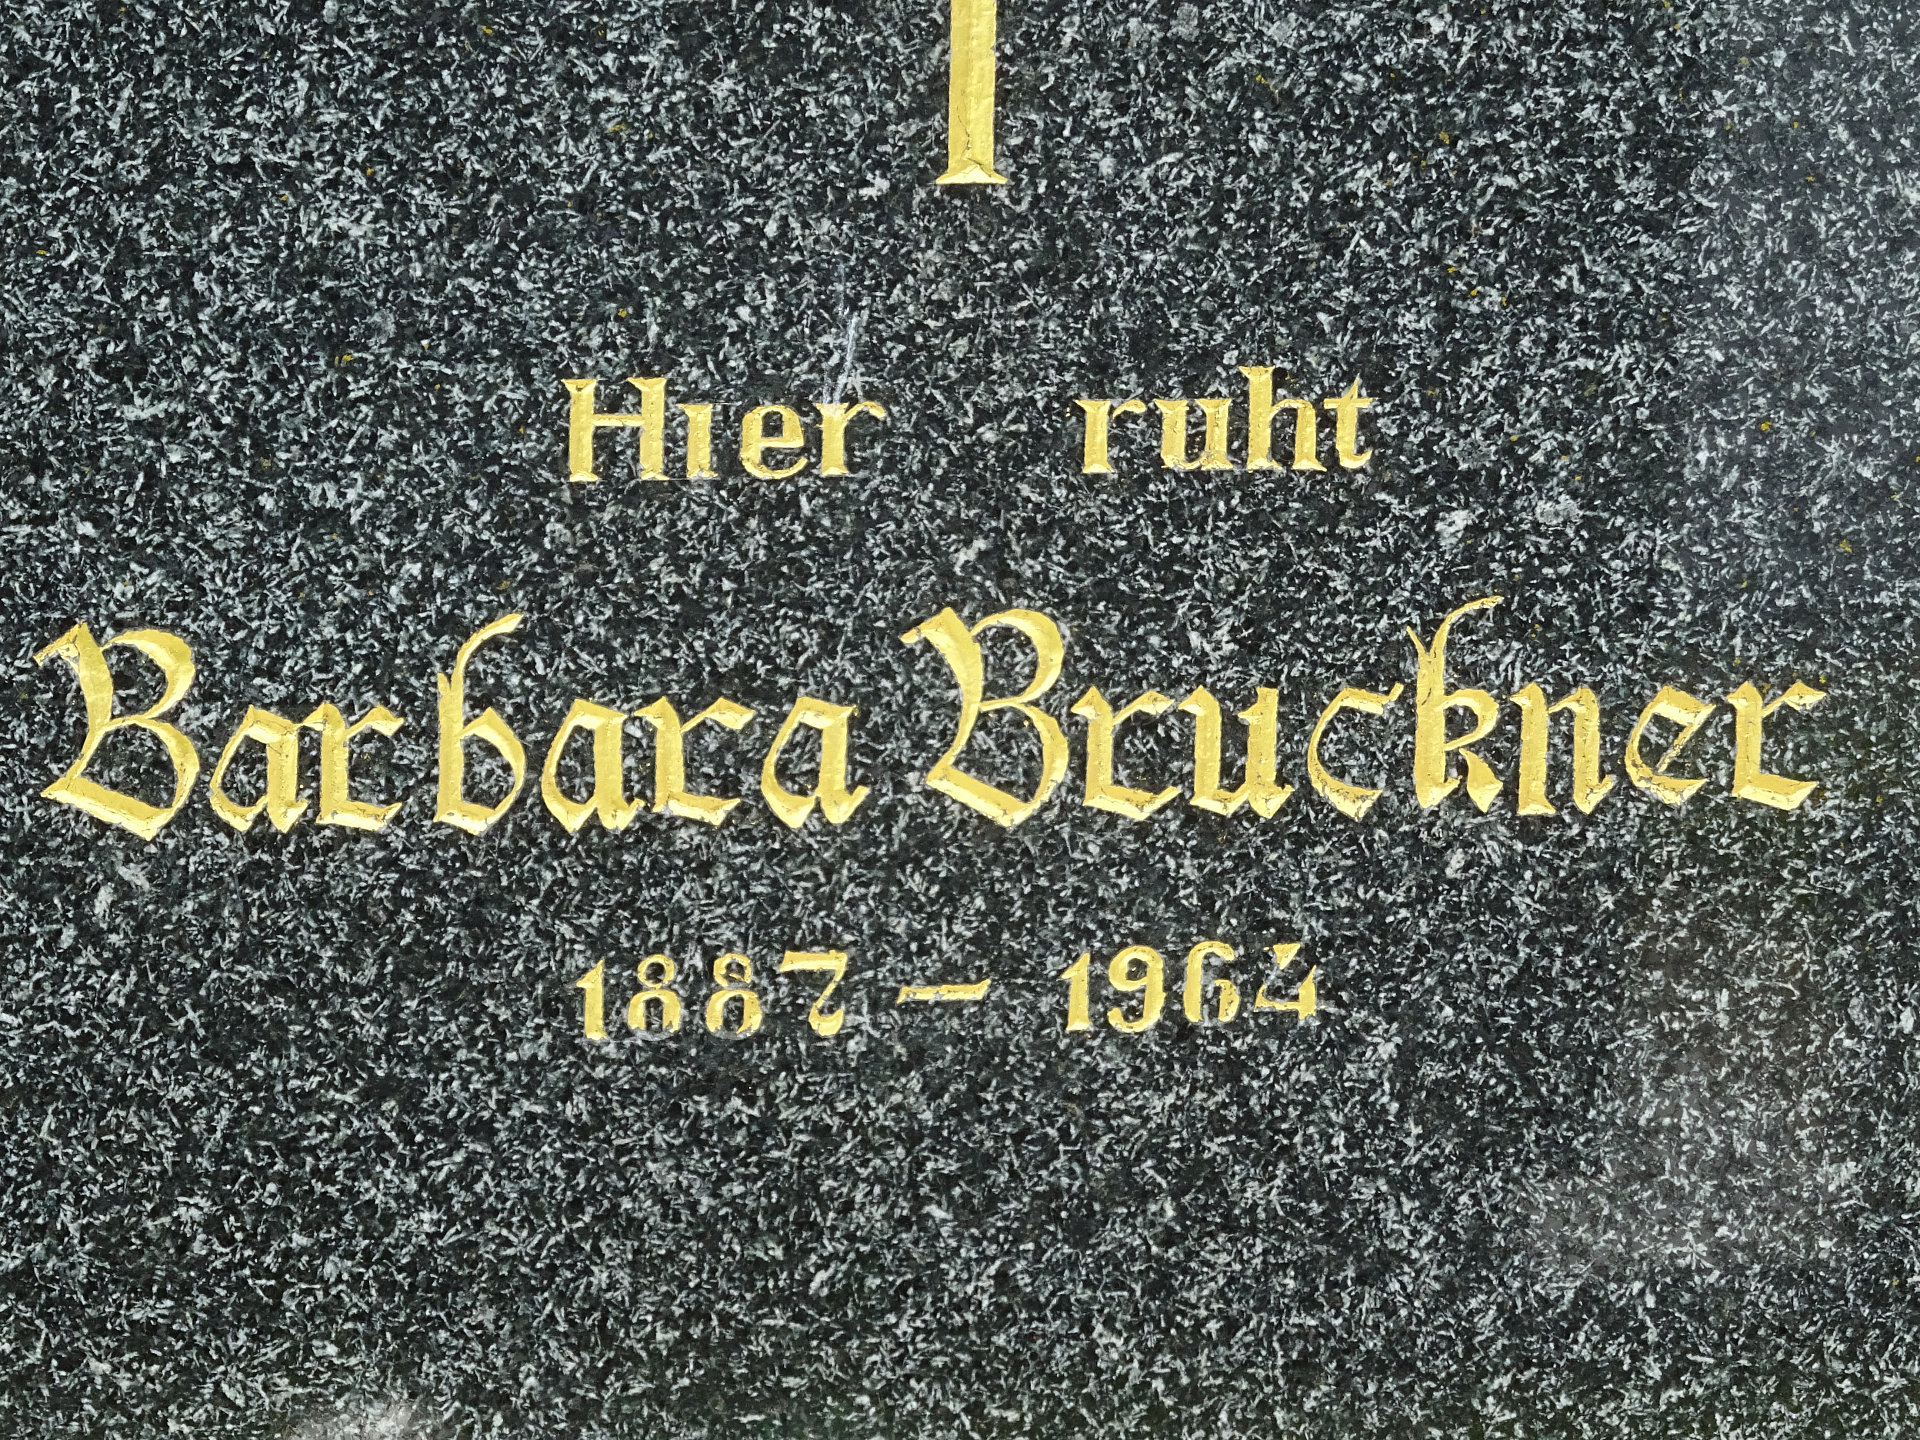 Hier ruht
Barbara Bruckner
1887 – 1964